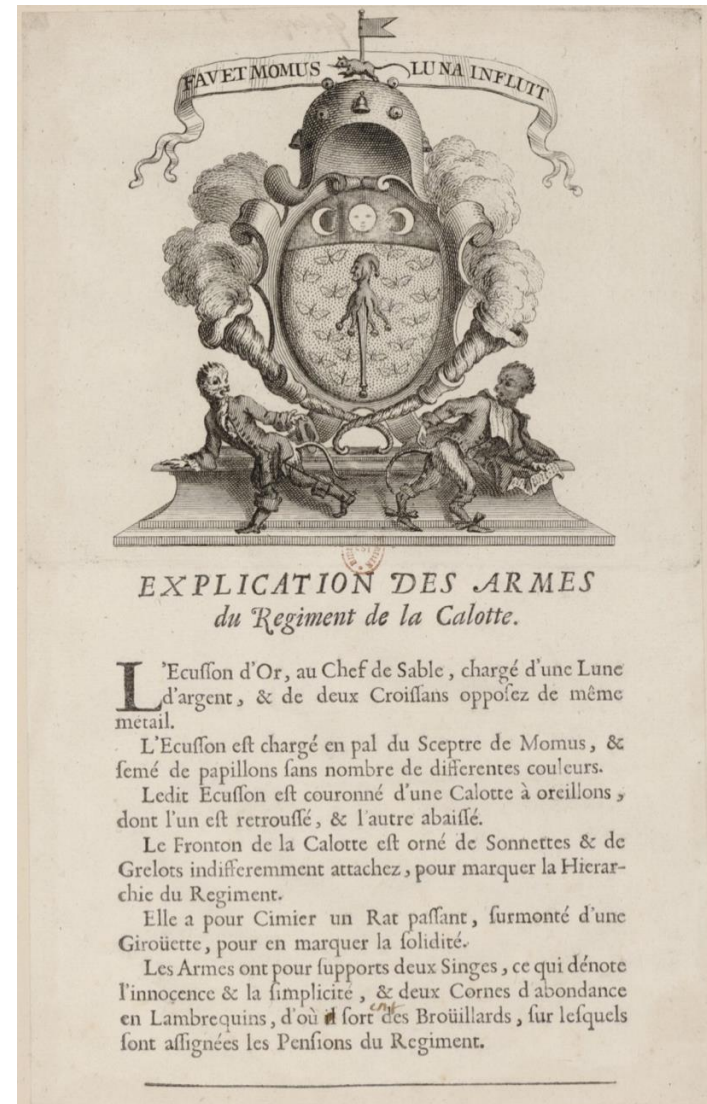 FAVET MOMUS LUNA INFLUIT
EXPLICATION DES ARMES
du Regiment de la Calotte.
L'Ecusson d'Or, au Chef de Sable, chargé d'une Lune
d'argent, & de deux Croissans opposez de même
metail.
L'Ecusson est chargé en pal du Sceptre de Momus, &
semé de papillons sans nombre de differentes couleurs.
Ledit Ecusson est couronné d'une Calotte à oreillons,
dont l'un est retroussé, & l'autre abaissé.
Le Fronton de la Calotte est orné de Sonnettes & de
Grelots indifferemment attachez, pour marquer la Hierar-
chie du Regiment.
Elle a pour Cimier un Rat passant, surmonté d'une
Giroüette, pour en marquer la solidité.
Les Armes ont pour supports deux Singes, ce qui dénote
l'innocence & la simplicité, & deux Cornes d'abondance
en Lambrequins, d'où il sort des Broüillards, sur lesquels
sont assignées les Pensions du Regiment.